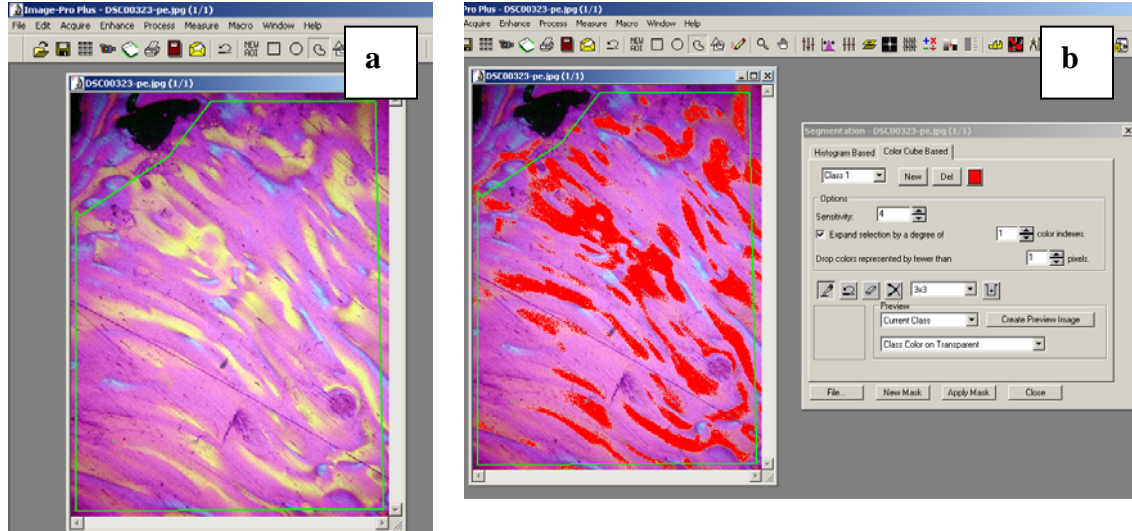 Image-Pro Plus - DSC00323-pe.jpg (1/1)
File Edit Acquire Enhance Process Measure Macro Window Help
NEW AOI
a
DSC00323-pe.jpg (1/1)
Pro Plus - DSC00323-pe.jpg (1/1)
Acquire Enhance Process Measure Macro Window Help
NEW AOI
b
DSC00323-pe.jpg (1/1)
Segmentation - DSC00323-pe.jpg (1/1)
Histogram Based Color Cube Based
Class 1 New Del
Options
Sensitivity: 4
Expand selection by a degree of 1 color indexes.
Drop colors represented by fewer than 1 pixels.
3x3
Preview
Current Class Create Preview Image
Class Color on Transparent
File... New Mask Apply Mask Close